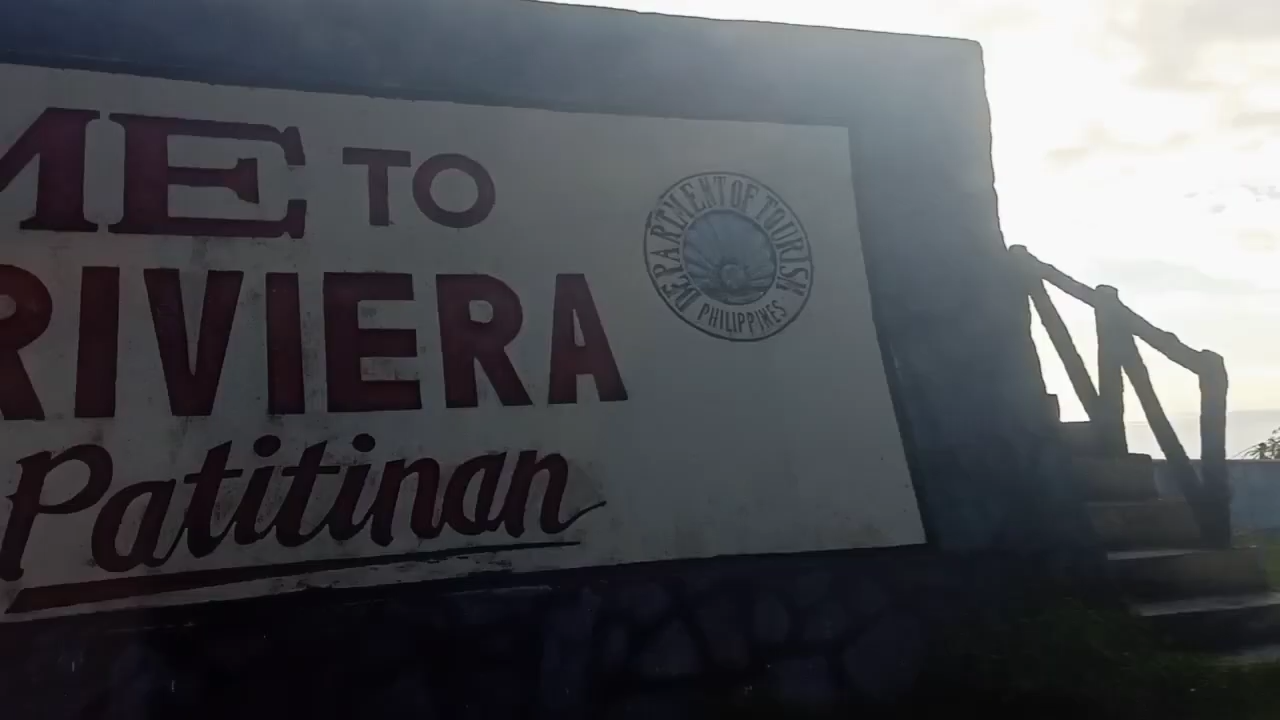 ME TO
RIVIERA
Patitinan
DEPARTMENT OF TOURISM
PHILIPPINES